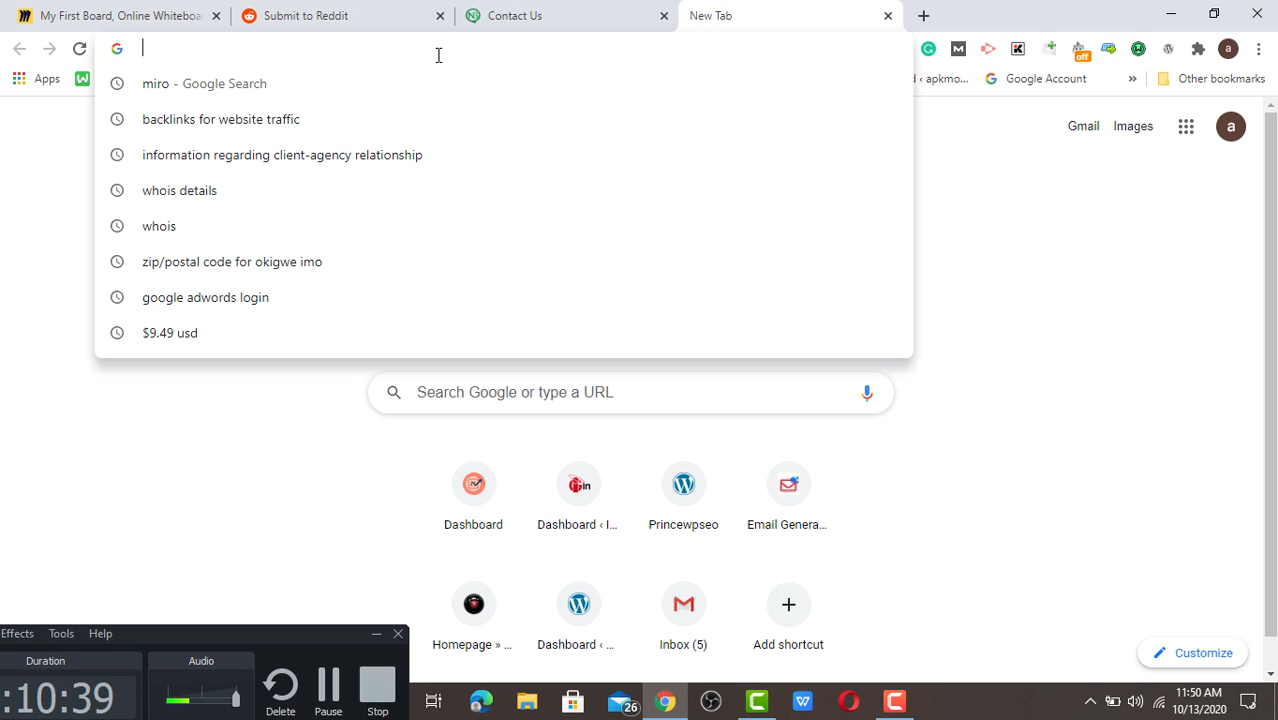 My First Board, Online Whiteboa
Submit to Reddit
Contact Us
New Tab
G
M
K
off
a
Apps
d ‹ apkmo...
Google Account
»
Other bookmarks
miro - Google Search
backlinks for website traffic
information regarding client-agency relationship
whois details
whois
zip/postal code for okigwe imo
google adwords login
$9.49 usd
Gmail
Images
a
Search Google or type a URL
Dashboard
Dashboard ‹ I...
Princewpseo
Email Genera...
Homepage » ...
Dashboard ‹ ...
Inbox (5)
Add shortcut
Customize
Effects
Tools
Help
Duration
Audio
:10:39
Delete
Pause
Stop
26
11:50 AM
10/13/2020